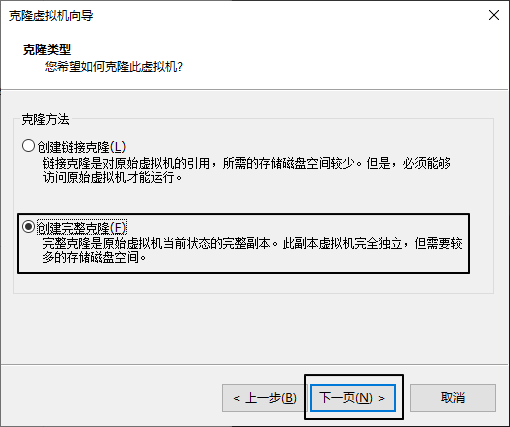 克隆虚拟机向导
克隆类型
您希望如何克隆此虚拟机?
克隆方法
创建链接克隆(L)
链接克隆是对原始虚拟机的引用，所需的存储磁盘空间较少。但是，必须能够
访问原始虚拟机才能运行。
创建完整克隆(F)
完整克隆是原始虚拟机当前状态的完整副本。此副本虚拟机完全独立，但需要较
多的存储磁盘空间。
< 上一步(B)
下一页(N) >
取消